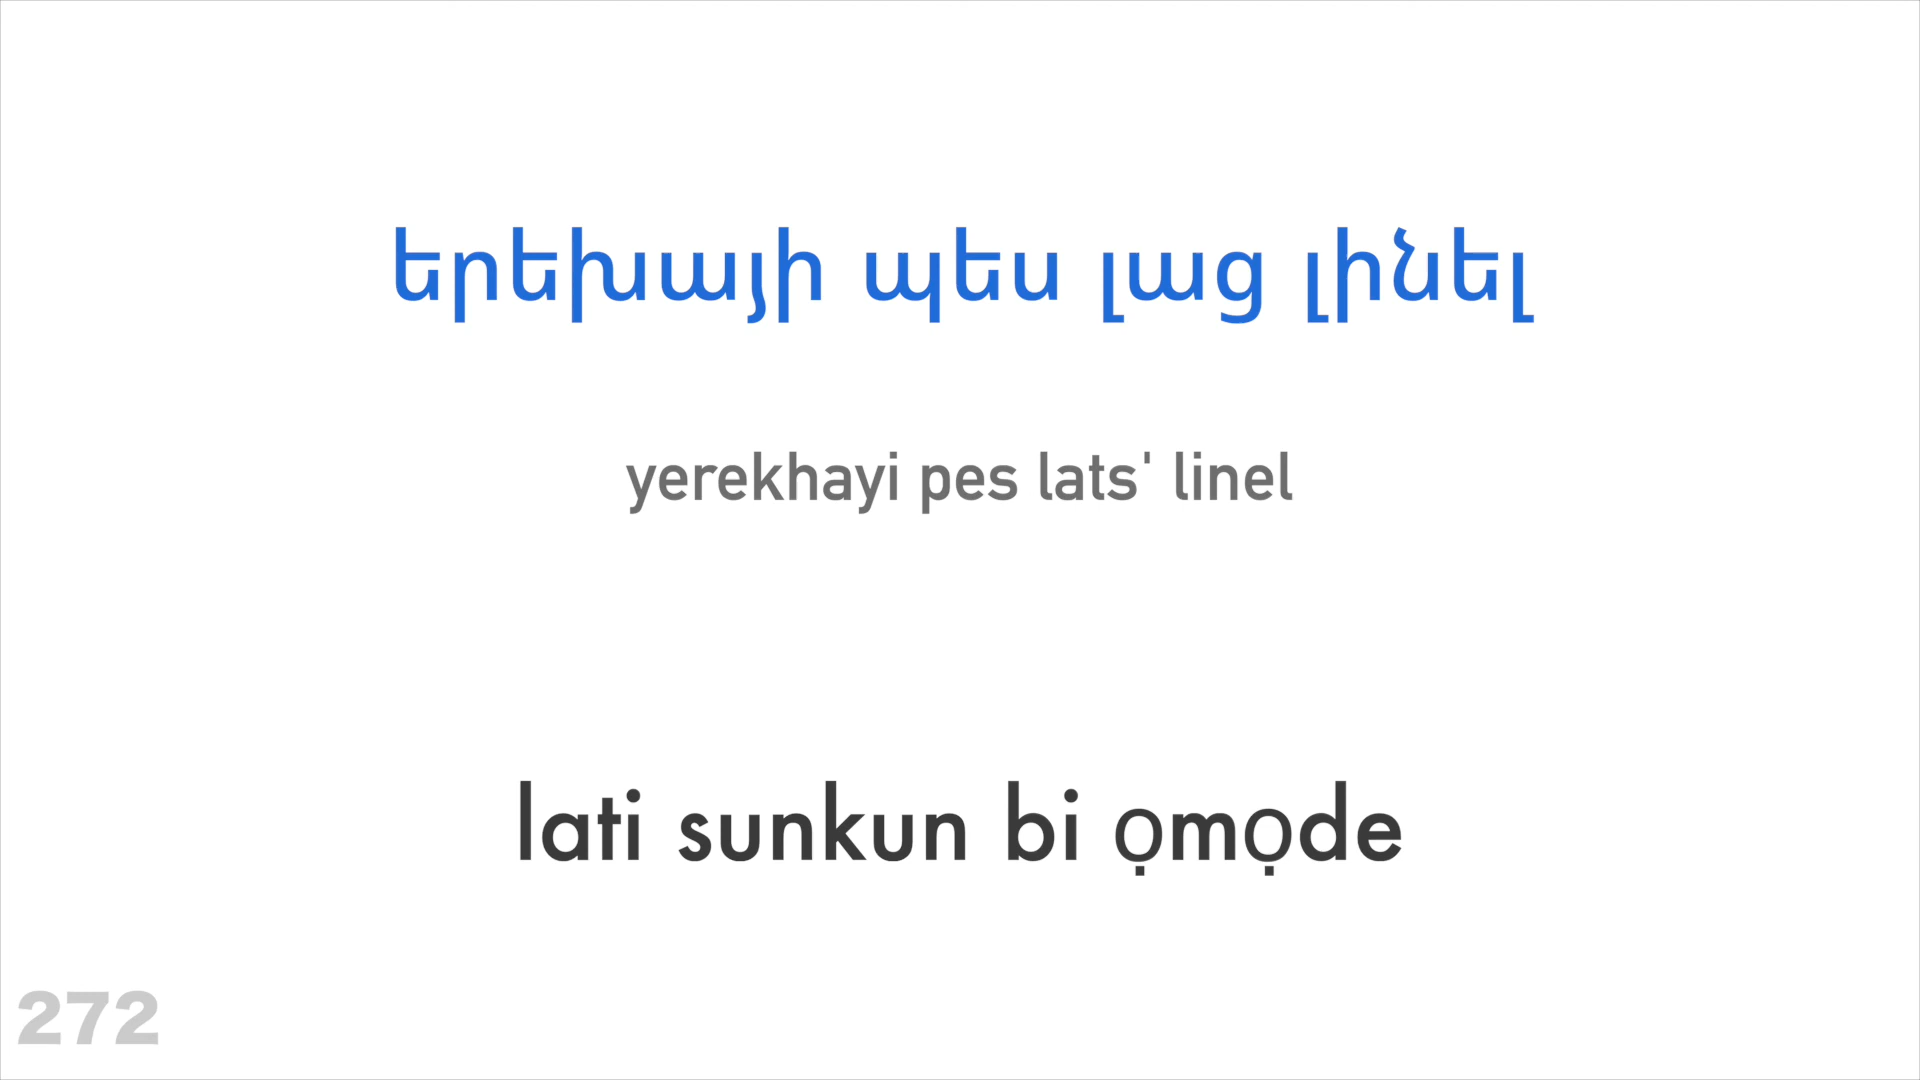 երեխայի պես լաց լինել
yerekhayi pes lats' linel
lati sunkun bi ọmọde
272